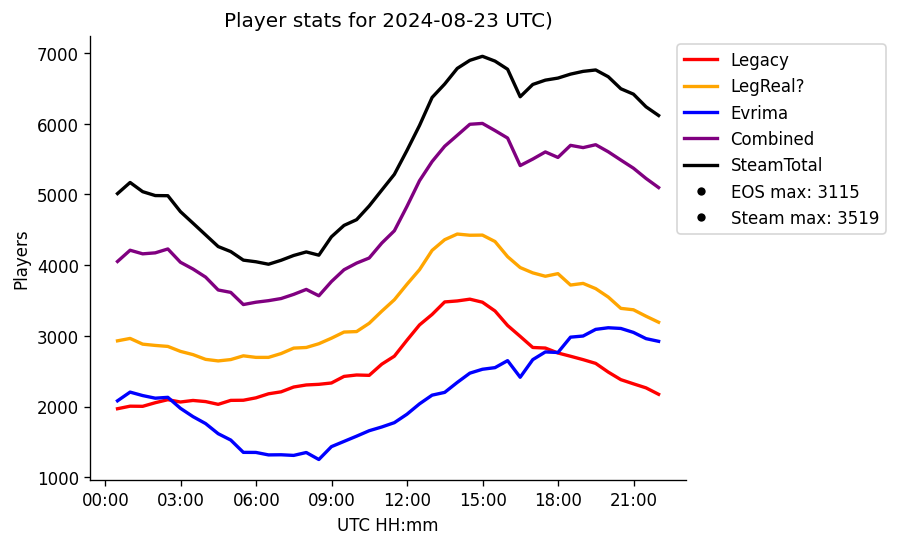 Player stats for 2024-08-23 UTC)
7000
6000
5000
4000
3000
2000
1000
Players
00:00 03:00 06:00 09:00 12:00 15:00 18:00 21:00
UTC HH:mm
Legacy
LegReal?
Evrima
Combined
SteamTotal
EOS max: 3115
Steam max: 3519